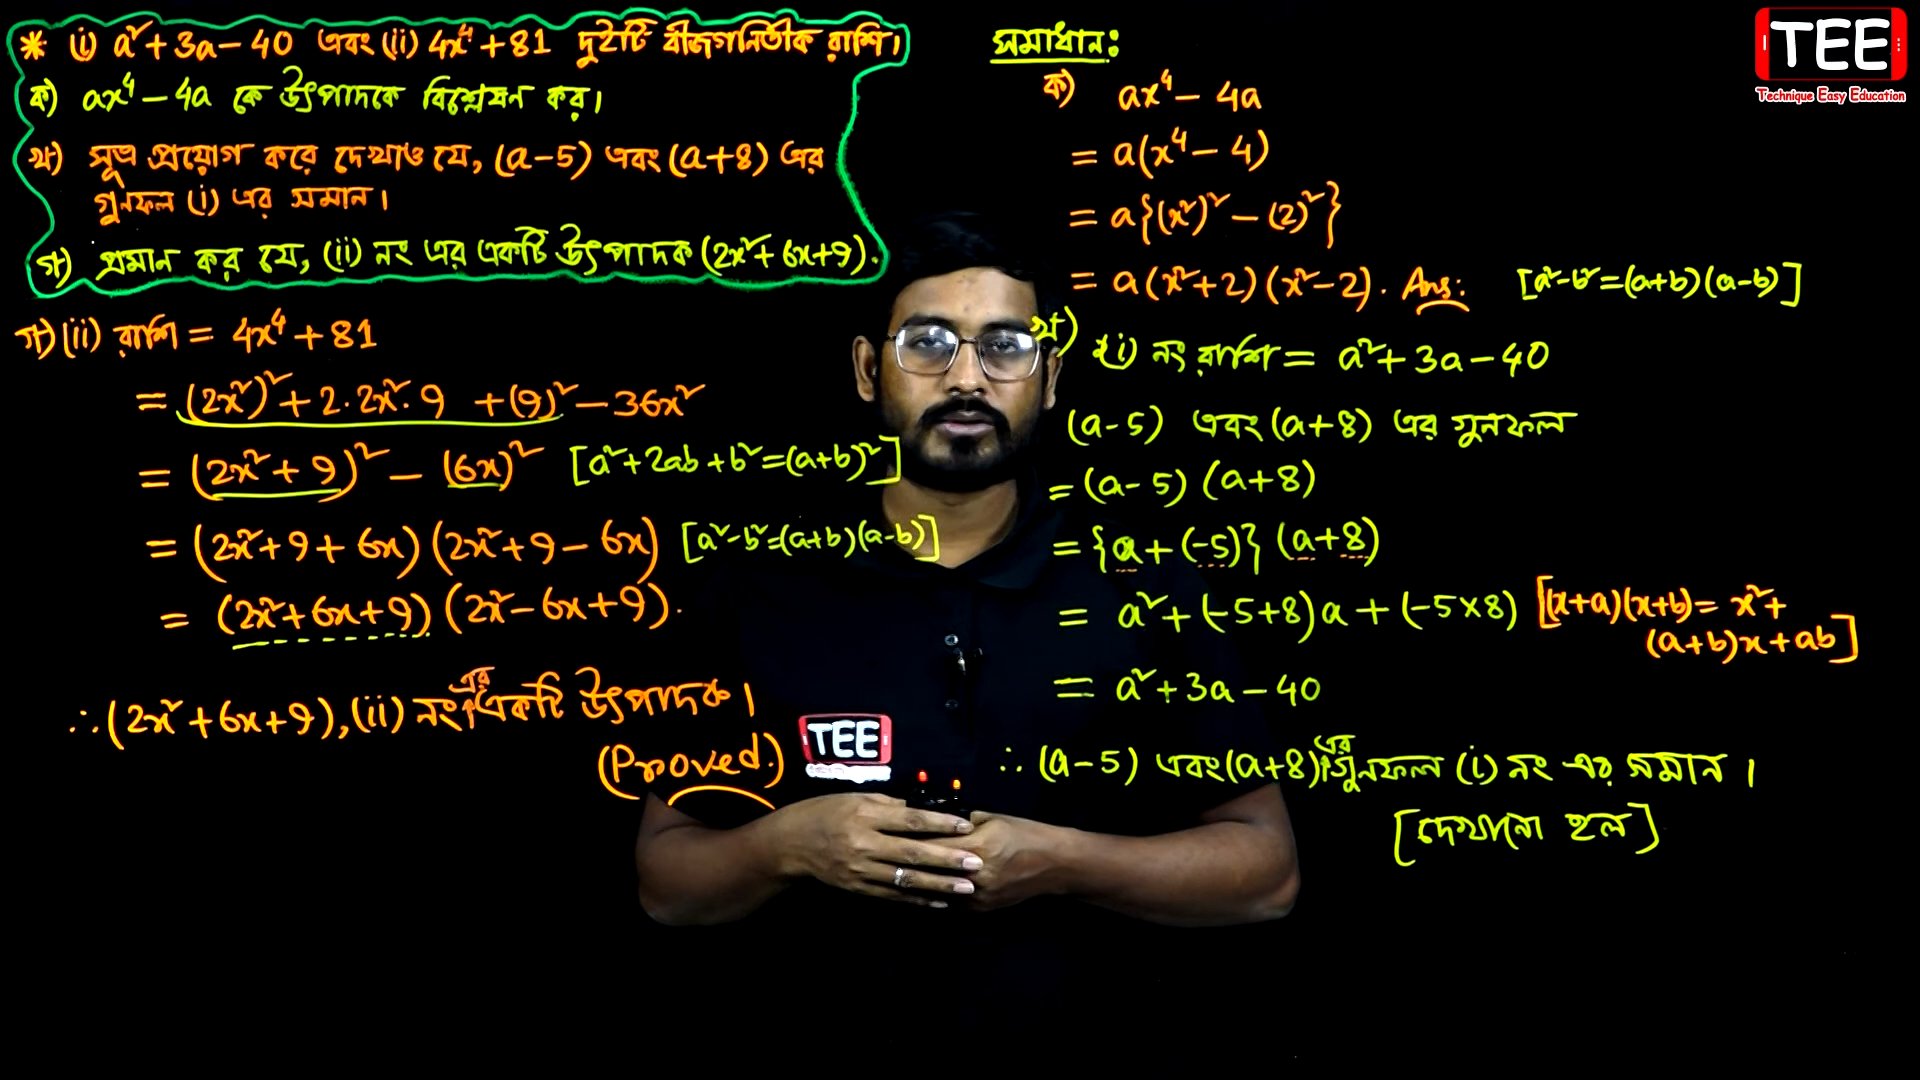 * (i) a² + 3a – 40 এবং (ii) 4x⁴ + 81 দুইটি বীজগানিতীক রাশি।
ক) ax⁴ – 4a কে উৎপাদকে বিশ্লেষন কর।
খ) সূত্র প্রয়োগ করে দেখাও যে, (a-5) এবং (a+8) এর
গুনফল (i) এর সমান।
গ) প্রমান কর যে, (ii) নং এর একটি উৎপাদক (2x²+6x+9).
গ) (ii) রাশি = 4x⁴ + 81
= (2x²)² + 2·2x²·9 + (9)² – 36x²
= (2x² + 9)² – (6x)² [a²+2ab+b²=(a+b)²]
= (2x²+9+6x)(2x²+9–6x) [a²-b²=(a+b)(a-b)]
= (2x²+6x+9)(2x²–6x+9).
∴ (2x²+6x+9), (ii) নং এর একটি উৎপাদক।
(Proved.)
TEE
সমাধান:
ক) ax⁴ – 4a
= a(x⁴ – 4)
= a{(x²)² – (2)²}
= a(x²+2)(x²–2). Ans: [a²-b²=(a+b)(a-b)]
খ) (i) নং রাশি = a² + 3a – 40
(a-5) এবং (a+8) এর গুনফল
= (a-5) (a+8)
= {a+(-5)} (a+8)
= a² + (-5+8)a + (-5×8) [(x+a)(x+b) = x²+
(a+b)x+ab]
= a² + 3a – 40
∴ (a-5) এবং (a+8) এর গুনফল (i) নং এর সমান।
[দেখানো হল]
TEE
Technique Easy Education